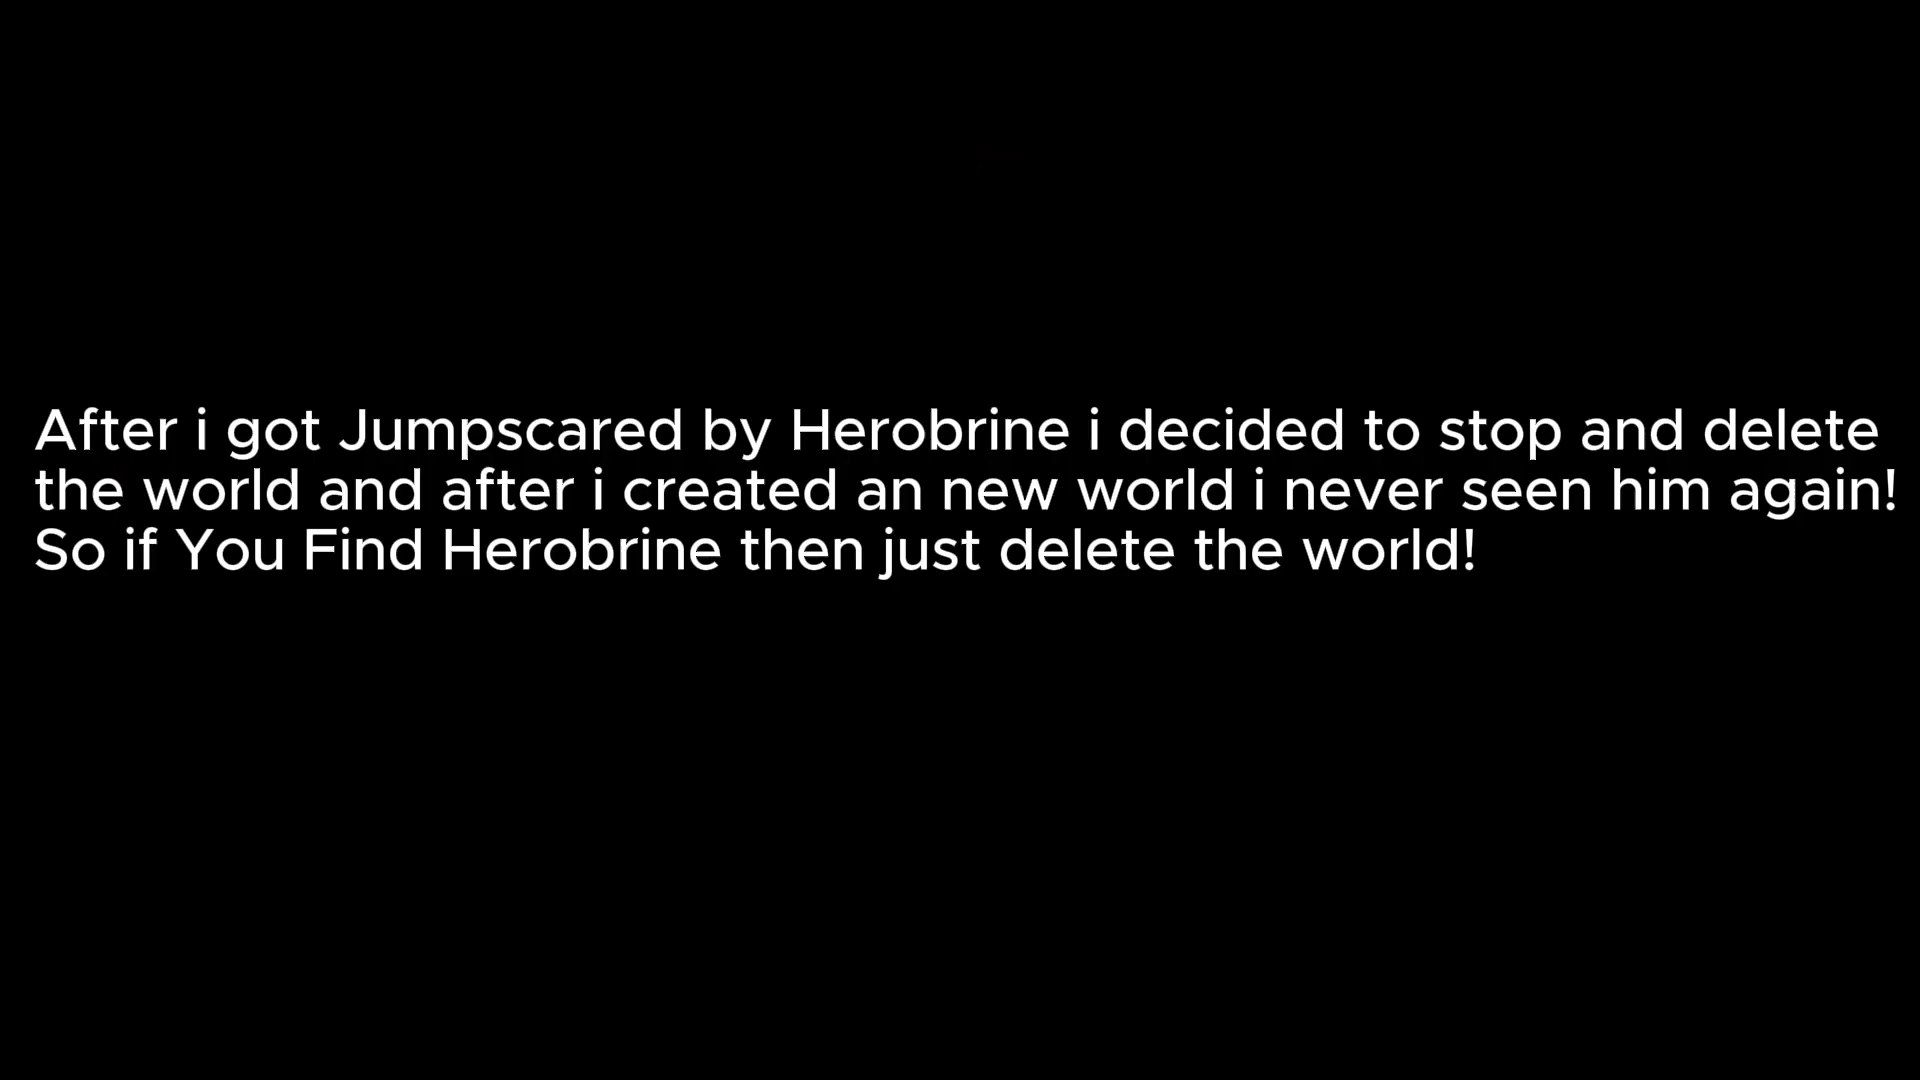 After i got Jumpscared by Herobrine i decided to stop and delete
the world and after i created an new world i never seen him again!
So if You Find Herobrine then just delete the world!